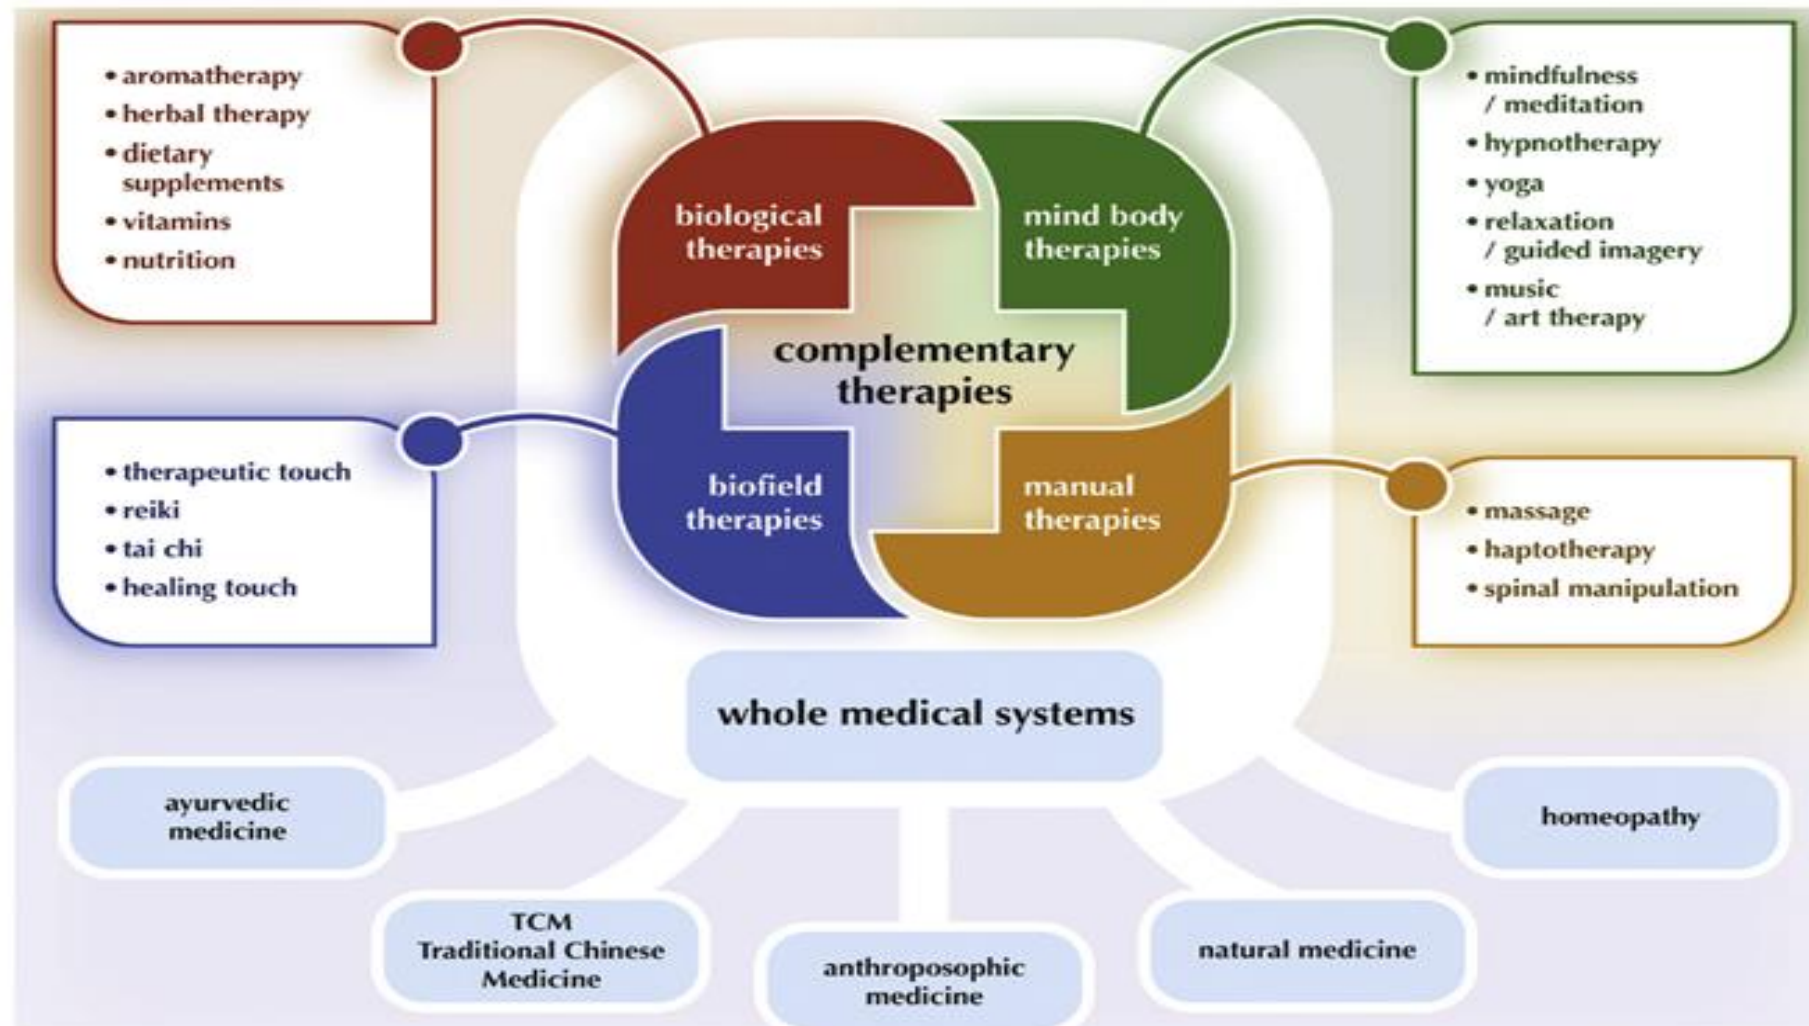 • aromatherapy
• herbal therapy
• dietary
supplements
• vitamins
• nutrition
• mindfulness
/ meditation
• hypnotherapy
• yoga
• relaxation
/ guided imagery
• music
/ art therapy
biological
therapies
mind body
therapies
complementary
therapies
• therapeutic touch
• reiki
• tai chi
• healing touch
biofield
therapies
manual
therapies
• massage
• haptotherapy
• spinal manipulation
whole medical systems
ayurvedic
medicine
TCM
Traditional Chinese
Medicine
anthroposophic
medicine
natural medicine
homeopathy